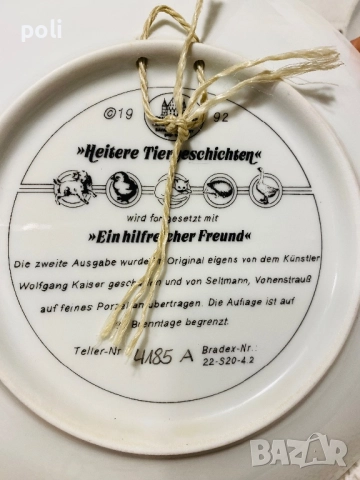 poli
©19 92
»Heitere Tiergeschichten«
wird fortgesetzt mit
»Ein hilfreicher Freund«
Die zweite Ausgabe wurde im Original eigens von dem Künstler
Wolfgang Kaiser geschaffen und von Seltmann, Vohenstrauß
auf feines Porzellan übertragen. Die Auflage ist auf
Brenntage begrenzt.
Teller-Nr. 4185 A Bradex-Nr.:
22-S20-4.2
BAZAR
bg